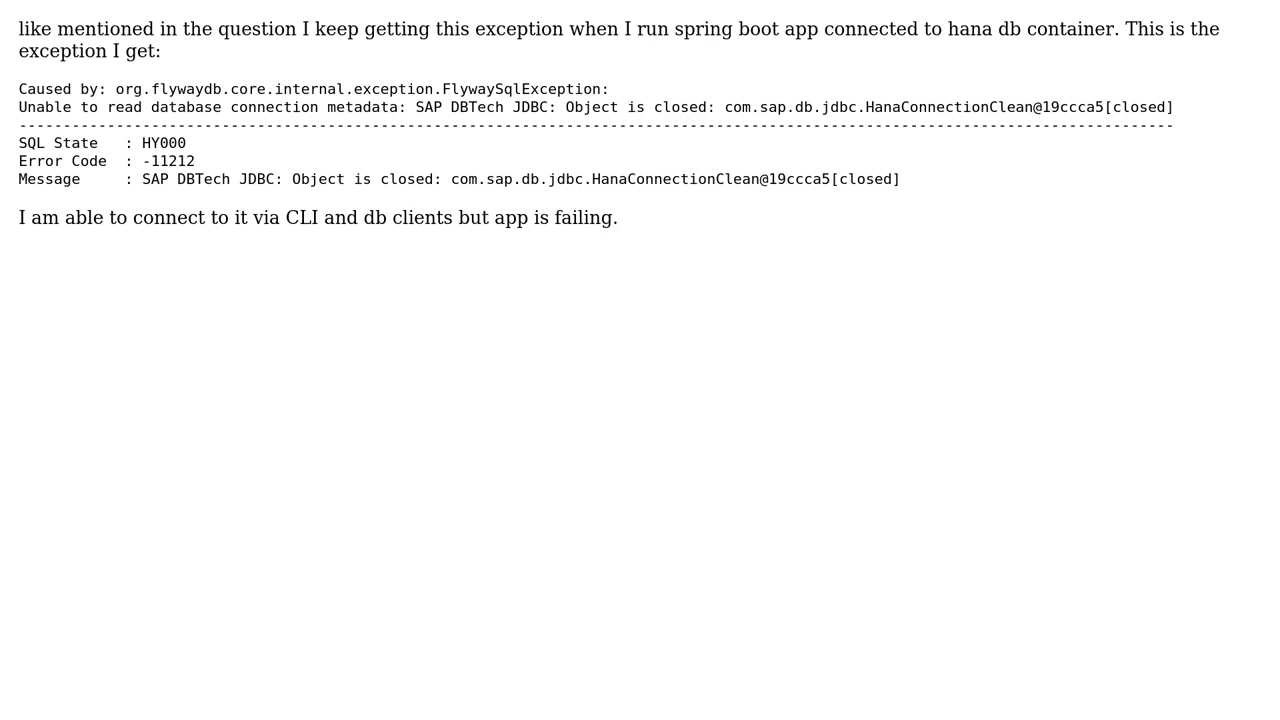 like mentioned in the question I keep getting this exception when I run spring boot app connected to hana db container. This is the
exception I get:
Caused by: org.flywaydb.core.internal.exception.FlywaySqlException:
Unable to read database connection metadata: SAP DBTech JDBC: Object is closed: com.sap.db.jdbc.HanaConnectionClean@19ccca5[closed]
-----------------------------------------------------------------------------------------------------------------------------------
SQL State   : HY000
Error Code  : -11212
Message     : SAP DBTech JDBC: Object is closed: com.sap.db.jdbc.HanaConnectionClean@19ccca5[closed]
I am able to connect to it via CLI and db clients but app is failing.